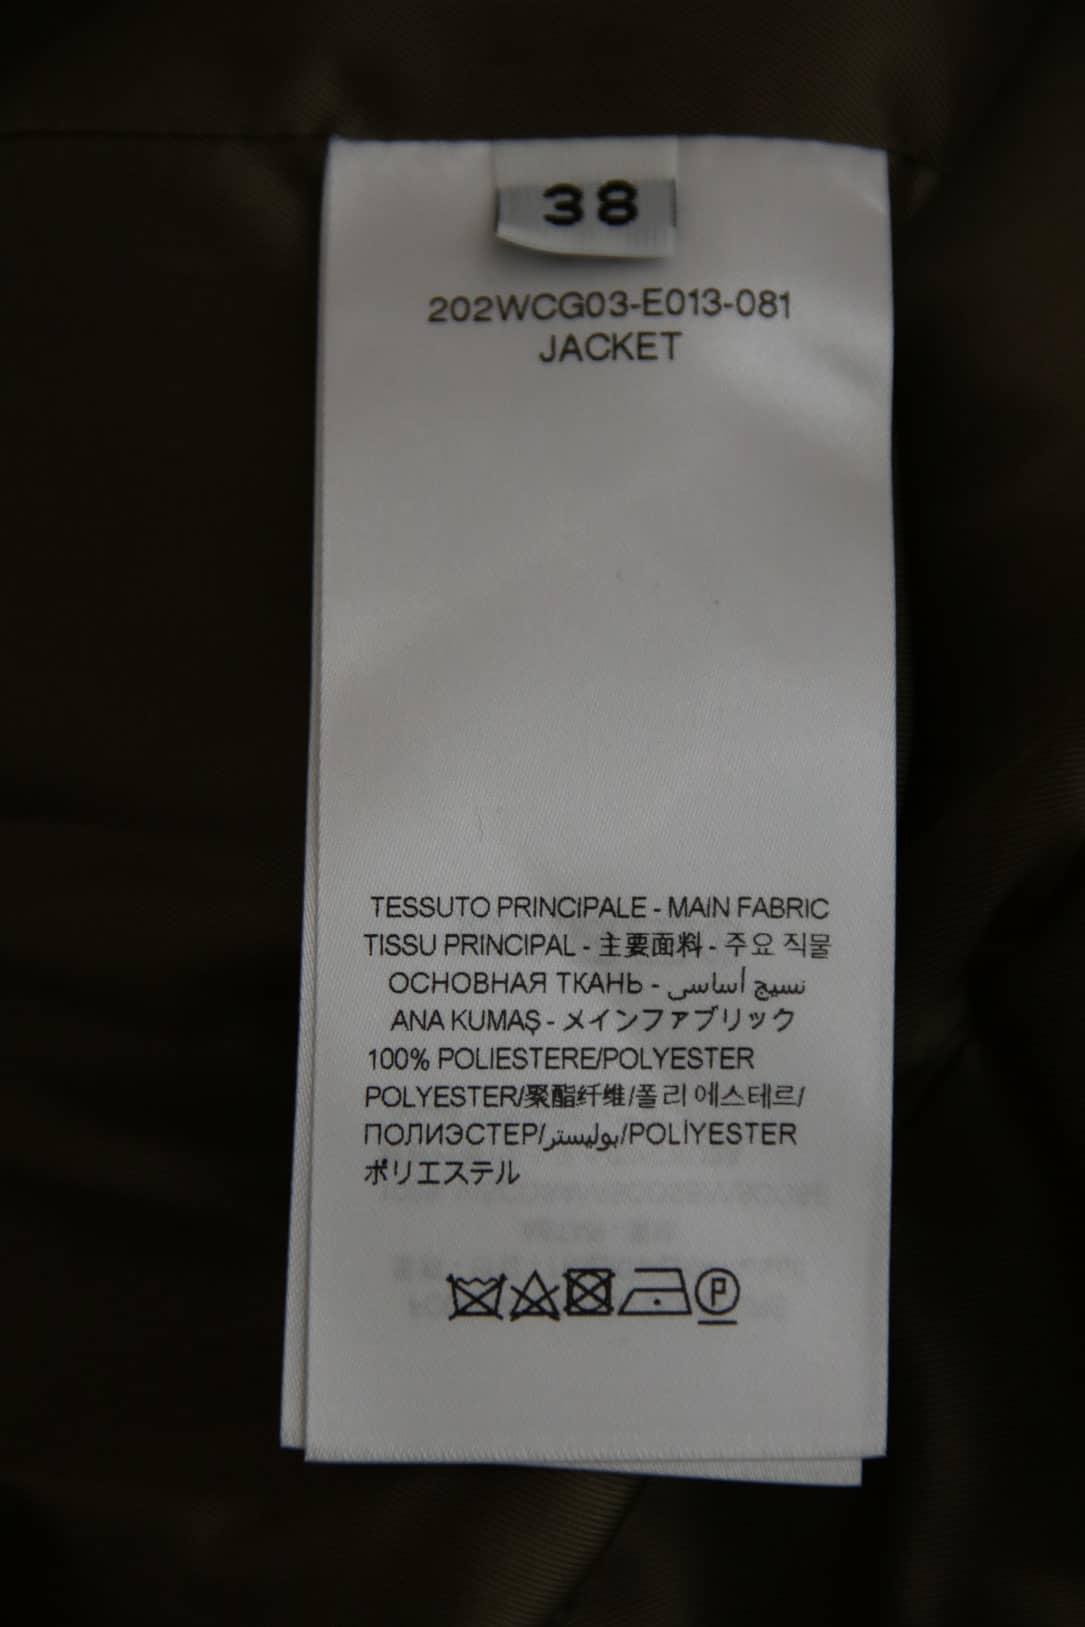 38
202WCG03-E013-081
JACKET
TESSUTO PRINCIPALE - MAIN FABRIC
TISSU PRINCIPAL - 主要面料 - 주요 직물
ОСНОВНАЯ ТКАНЬ - نسيج أساسي
ANA KUMAŞ - メインファブリック
100% POLIESTERE/POLYESTER
POLYESTER/聚酯纤维/폴리 에스테르/
ПОЛИЭСТЕР/بوليستر/POLİYESTER
ポリエステル
P